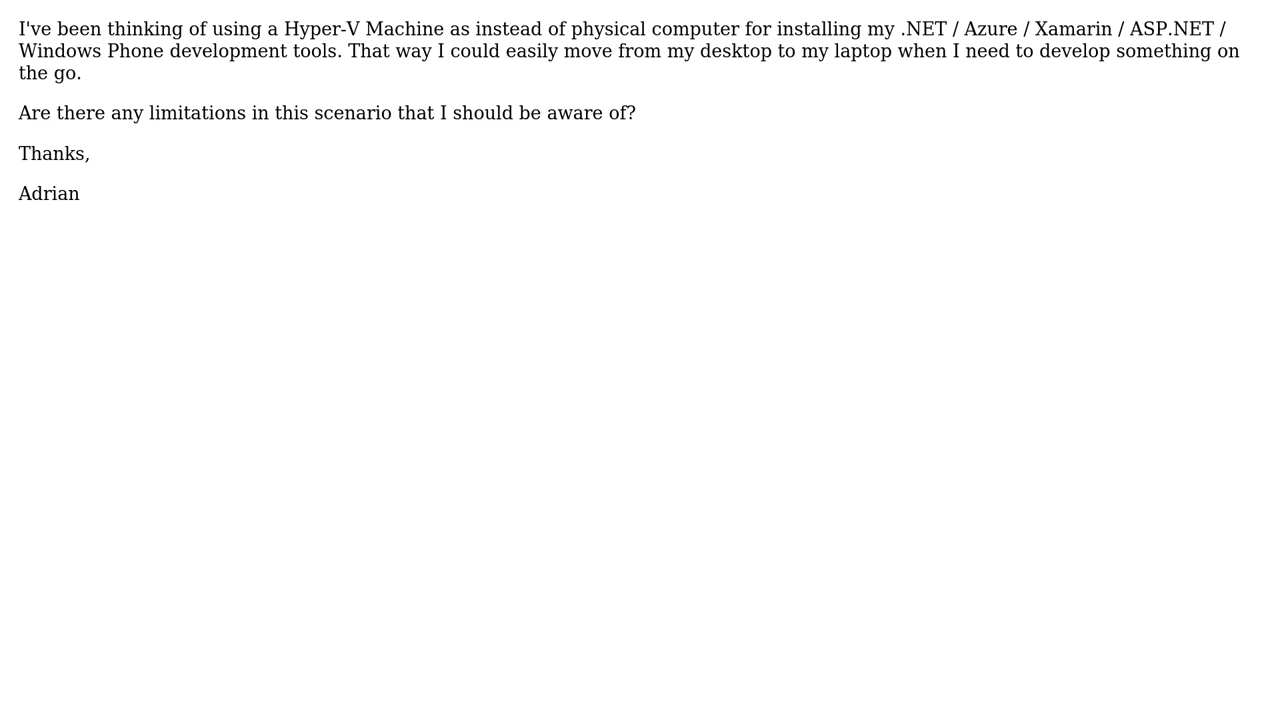 I've been thinking of using a Hyper-V Machine as instead of physical computer for installing my .NET / Azure / Xamarin / ASP.NET /
Windows Phone development tools. That way I could easily move from my desktop to my laptop when I need to develop something on
the go.
Are there any limitations in this scenario that I should be aware of?
Thanks,
Adrian